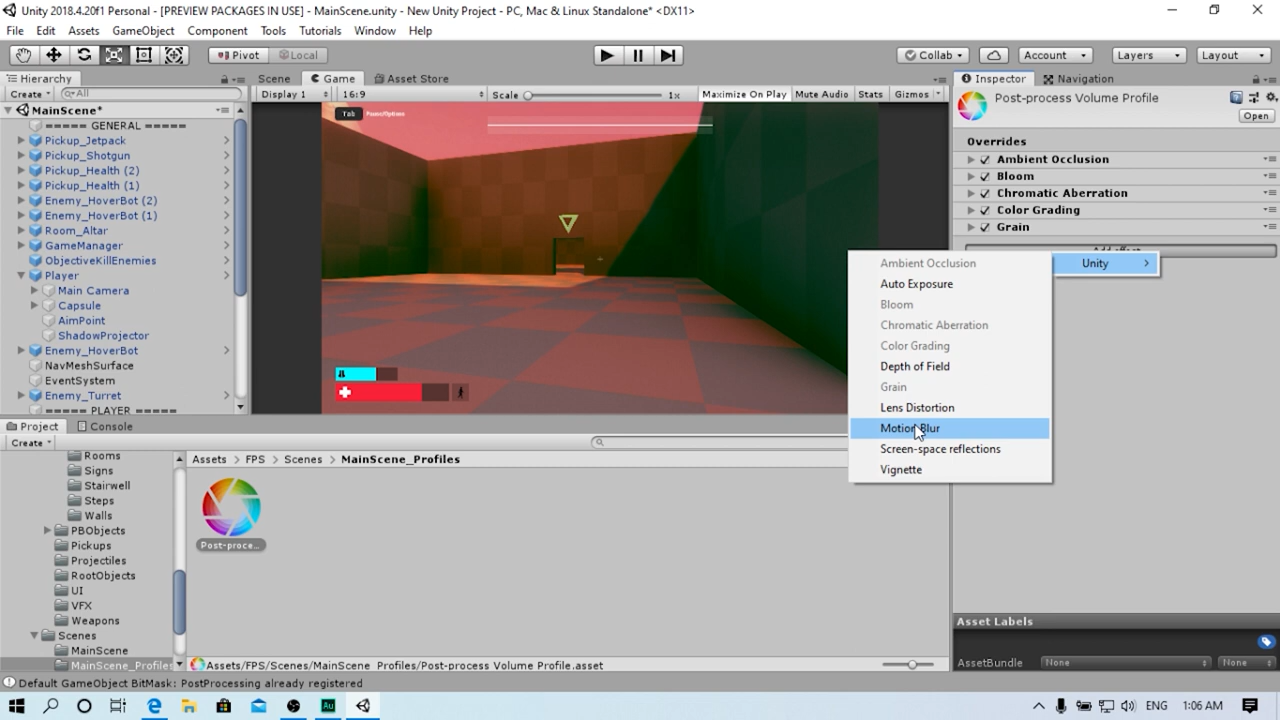 Unity 2018.4.20f1 Personal - [PREVIEW PACKAGES IN USE] - MainScene.unity - New Unity Project - PC, Mac & Linux Standalone* <DX11>
File Edit Assets GameObject Component Tools Tutorials Window Help
Pivot Local Collab Account Layers Layout
Hierarchy
Create All
MainScene*
===== GENERAL =====
Pickup_Jetpack
Pickup_Shotgun
Pickup_Health (2)
Pickup_Health (1)
Enemy_HoverBot (2)
Enemy_HoverBot (1)
Room_Altar
GameManager
ObjectiveKillEnemies
Player
Main Camera
Capsule
AimPoint
ShadowProjector
Enemy_HoverBot
NavMeshSurface
EventSystem
Enemy_Turret
===== PLAYER =====
Scene Game Asset Store
Display 1 16:9 Scale 1x Maximize On Play Mute Audio Stats Gizmos
Tab Pause/Options
Inspector Navigation
Post-process Volume Profile
Open
Overrides
Ambient Occlusion
Bloom
Chromatic Aberration
Color Grading
Grain
Unity
Ambient Occlusion
Auto Exposure
Bloom
Chromatic Aberration
Color Grading
Depth of Field
Grain
Lens Distortion
Motion Blur
Screen-space reflections
Vignette
Project Console
Create
Rooms
Signs
Stairwell
Steps
Walls
PBObjects
Pickups
Projectiles
RootObjects
UI
VFX
Weapons
Scenes
MainScene
MainScene_Profiles
Assets > FPS > Scenes > MainScene_Profiles
Post-proce...
Assets/FPS/Scenes/MainScene_Profiles/Post-process Volume Profile.asset
Asset Labels
AssetBundle None None
Default GameObject BitMask: PostProcessing already registered
Au
ENG 1:06 AM